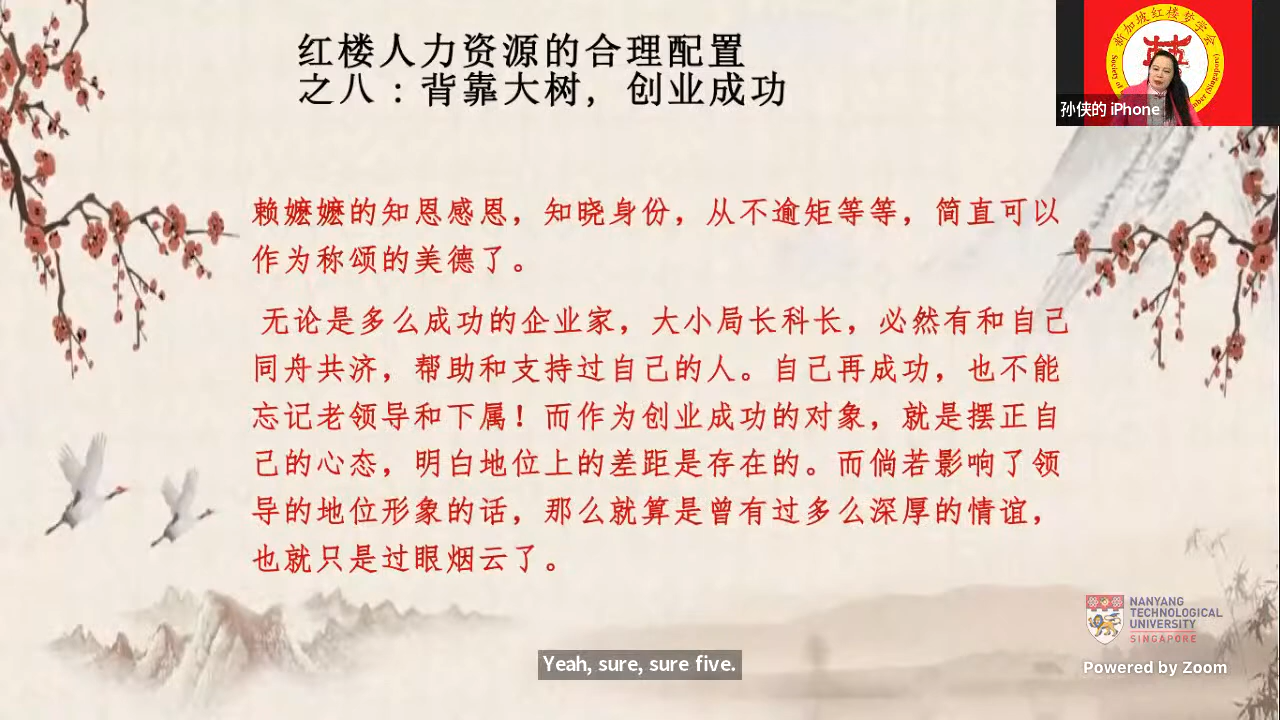 红楼人力资源的合理配置
之八：背靠大树，创业成功
新加坡红楼梦学会
孙侠的 iPhone
赖嬷嬷的知恩感恩，知晓身份，从不逾矩等等，简直可以
作为称颂的美德了。
无论是多么成功的企业家，大小局长科长，必然有和自己
同舟共济，帮助和支持过自己的人。自己再成功，也不能
忘记老领导和下属！而作为创业成功的对象，就是摆正自
己的心态，明白地位上的差距是存在的。而倘若影响了领
导的地位形象的话，那么就算是曾有过多么深厚的情谊，
也就只是过眼烟云了。
NANYANG
TECHNOLOGICAL
UNIVERSITY
SINGAPORE
Yeah, sure, sure five.
Powered by Zoom